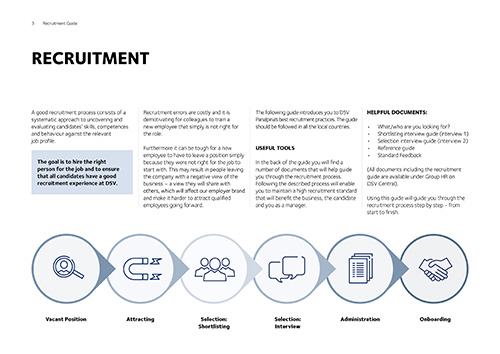 3 Recruitment Guide
RECRUITMENT
A good recruitment process consists of a
systematic approach to uncovering and
evaluating candidates' skills, competences
and behaviour against the relevant
job profile.
The goal is to hire the right
person for the job and to ensure
that all candidates have a good
recruitment experience at DSV.
Recruitment errors are costly and it is
demotivating for colleagues to train a
new employee that simply is not right for
the role.
Furthermore it can be tough for a new
employee to have to leave a position simply
because they were not right for the job to
start with. This may result in people leaving
the company with a negative view of the
business – a view they will share with
others, which will affect our employer brand
and make it harder to attract qualified
employees going forward.
The following guide introduces you to DSV
Panalpina's best recruitment practices. The guide
should be followed in all the local countries.
USEFUL TOOLS
In the back of the guide you will find a
number of documents that will help guide
you through the recruitment process.
Following the described process will enable
you to maintain a high recruitment standard
that will benefit the business, the candidate
and you as a manager.
HELPFUL DOCUMENTS:
• What/who are you looking for?
• Shortlisting interview guide (interview 1)
• Selection interview guide (interview 2)
• Reference guide
• Standard Feedback
(All documents including the recruitment
guide are available under Group HR on
DSV Central).
Using this guide will guide you through the
recruitment process step by step – from
start to finish.
Vacant Position
Attracting
Selection:
Shortlisting
Selection:
Interview
Administration
Onboarding